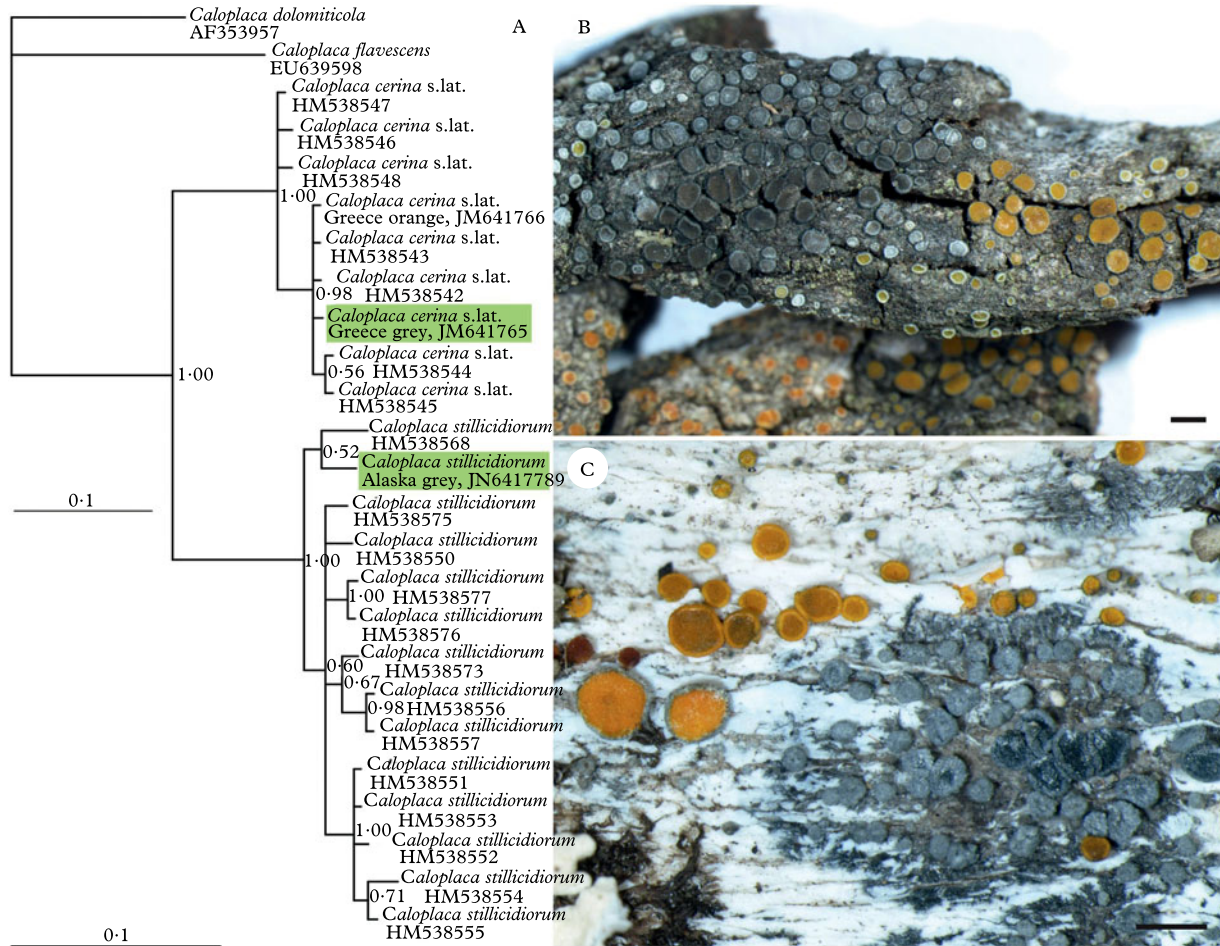 Caloplaca dolomiticola
AF353957
A
B
Caloplaca flavescens
EU639598
Caloplaca cerina s.lat.
HM538547
Caloplaca cerina s.lat.
HM538546
Caloplaca cerina s.lat.
HM538548
1·00
Caloplaca cerina s.lat.
Greece orange, JM641766
Caloplaca cerina s.lat.
HM538543
Caloplaca cerina s.lat.
0·98 HM538542
Caloplaca cerina s.lat.
Greece grey, JM641765
Caloplaca cerina s.lat.
0·56 HM538544
1·00
Caloplaca cerina s.lat.
HM538545
Caloplaca stillicidiorum
HM538568
0·52
Caloplaca stillicidiorum
Alaska grey, JN6417789
C
0·1
Caloplaca stillicidiorum
HM538575
Caloplaca stillicidiorum
HM538550
1·00
Caloplaca stillicidiorum
1·00 HM538577
Caloplaca stillicidiorum
HM538576
Caloplaca stillicidiorum
0·60 HM538573
0·67
Caloplaca stillicidiorum
0·98 HM538556
Caloplaca stillicidiorum
HM538557
Caloplaca stillicidiorum
HM538551
Caloplaca stillicidiorum
HM538553
1·00
Caloplaca stillicidiorum
HM538552
Caloplaca stillicidiorum
0·71 HM538554
Caloplaca stillicidiorum
HM538555
0·1